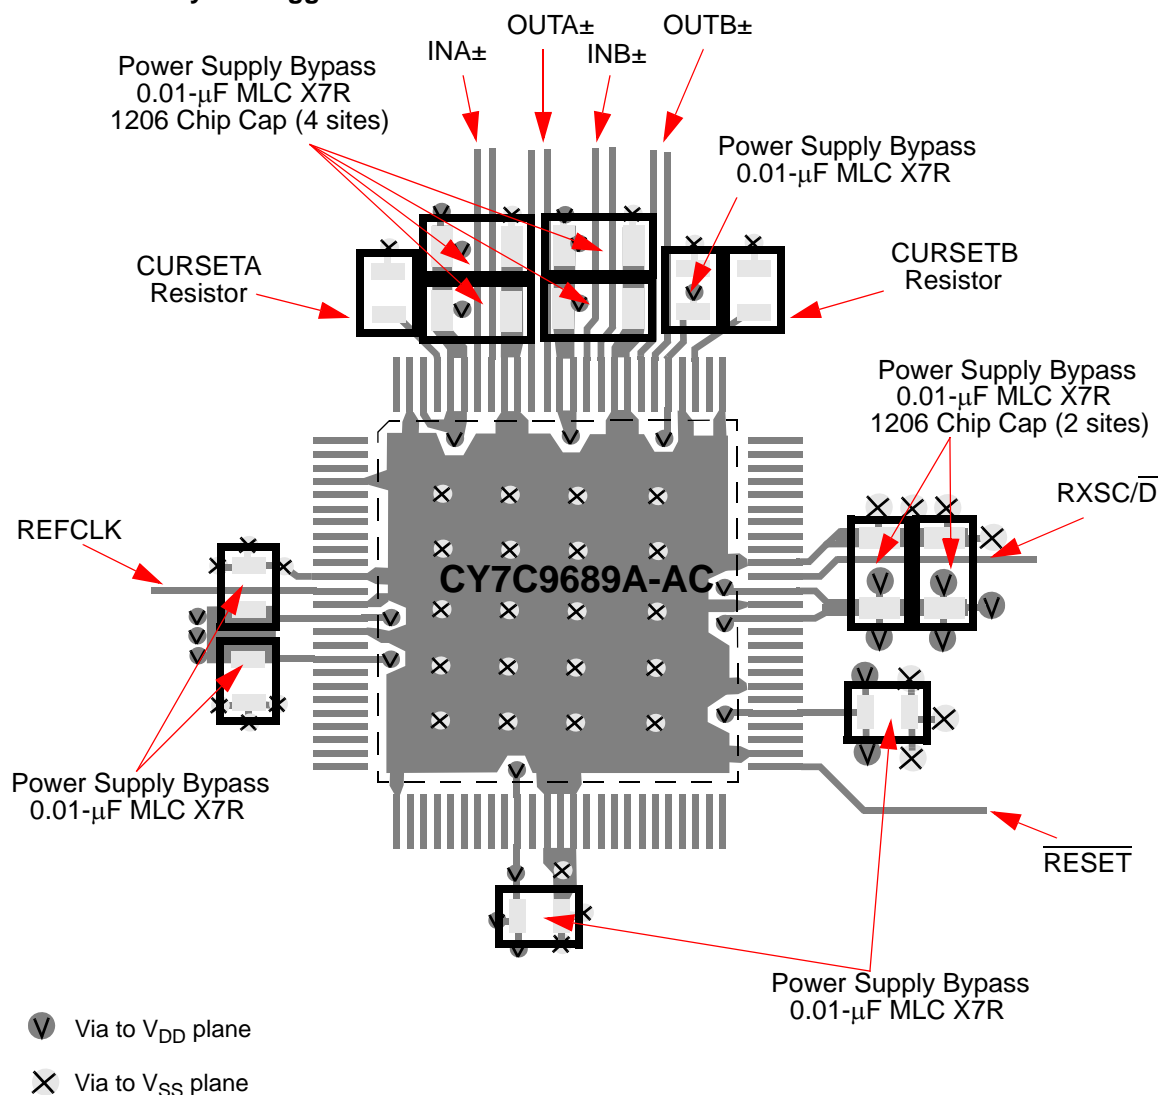 OUTA±
OUTB±
INA±
INB±
Power Supply Bypass
0.01-μF MLC X7R
1206 Chip Cap (4 sites)
Power Supply Bypass
0.01-μF MLC X7R
CURSETA
Resistor
CURSETB
Resistor
Power Supply Bypass
0.01-μF MLC X7R
1206 Chip Cap (2 sites)
RXSC/D̅
REFCLK
CY7C9689A-AC
Power Supply Bypass
0.01-μF MLC X7R
R̅E̅S̅E̅T̅
Power Supply Bypass
0.01-μF MLC X7R
V Via to VDD plane
X Via to VSS plane